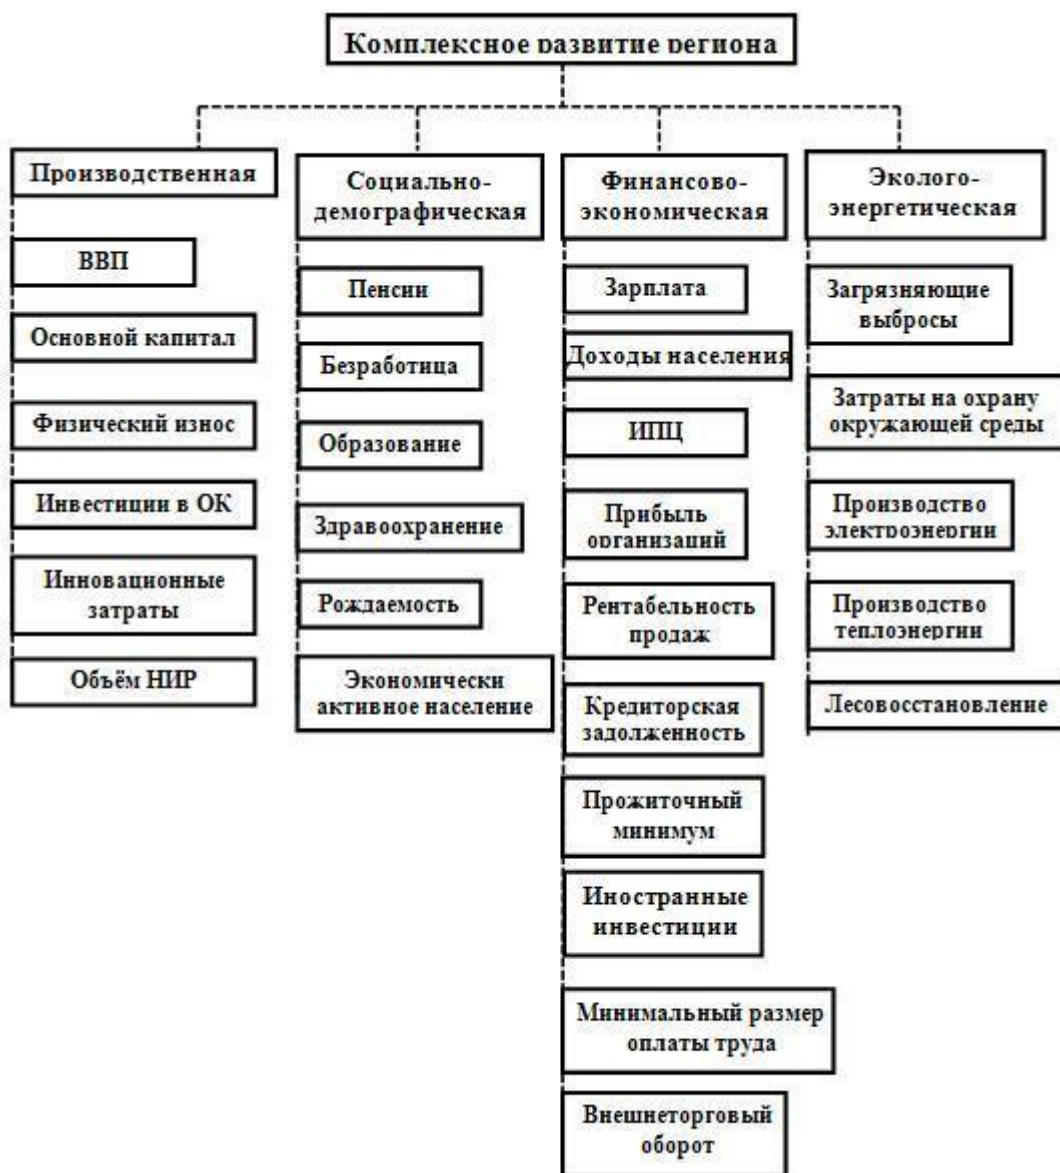 Комплексное развитие региона
Производственная
ВВП
Основной капитал
Физический износ
Инвестиции в ОК
Инновационные
затраты
Объём НИР
Социально-
демографическая
Пенсии
Безработица
Образование
Здравоохранение
Рождаемость
Экономически
активное население
Финансово-
экономическая
Зарплата
Доходы населения
ИПЦ
Прибыль
организаций
Рентабельность
продаж
Кредиторская
задолженность
Прожиточный
минимум
Иностранные
инвестиции
Минимальный размер
оплаты труда
Внешнеторговый
оборот
Эколого-
энергетическая
Загрязняющие
выбросы
Затраты на охрану
окружающей среды
Производство
электроэнергии
Производство
теплоэнергии
Лесовосстановление